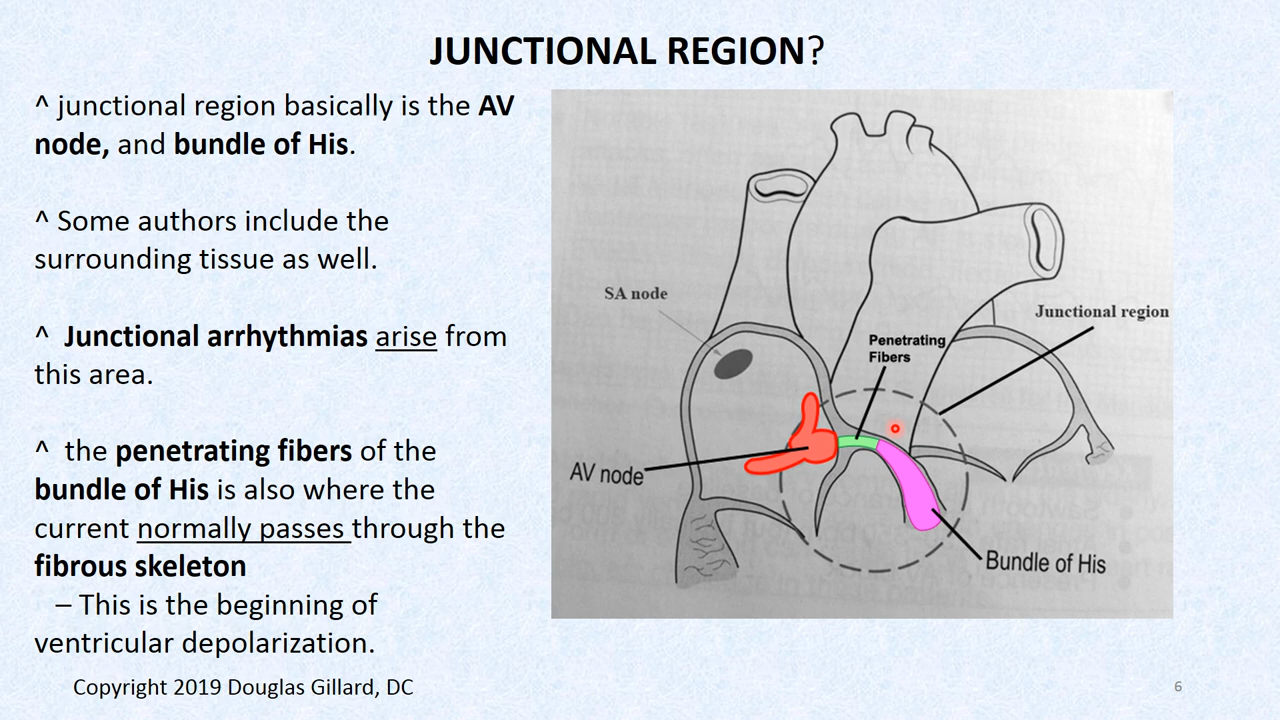 JUNCTIONAL REGION?
^ junctional region basically is the AV
node, and bundle of His.
^ Some authors include the
surrounding tissue as well.
^ Junctional arrhythmias arise from
this area.
^ the penetrating fibers of the
bundle of His is also where the
current normally passes through the
fibrous skeleton
– This is the beginning of
ventricular depolarization.
Copyright 2019 Douglas Gillard, DC
SA node
Junctional region
Penetrating
Fibers
AV node
Bundle of His
6